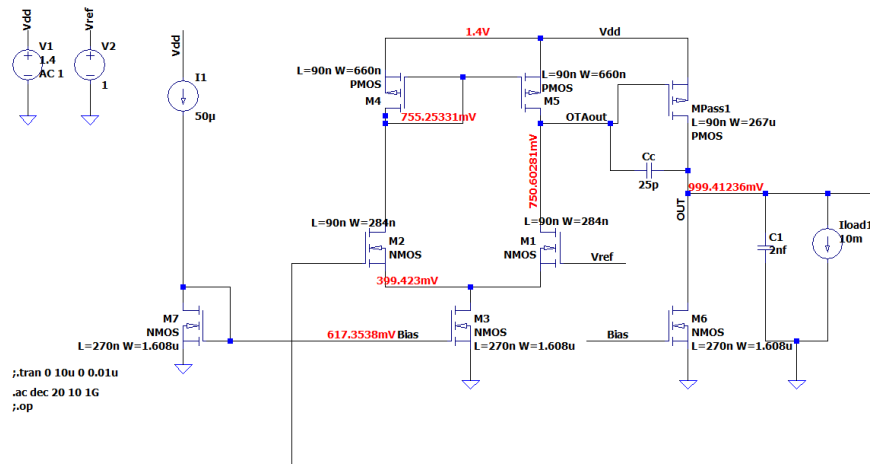 Vdd
V1
1.4
AC 1
Vref
V2
1
Vdd
I1
50µ
1.4V
Vdd
L=90n W=660n
PMOS
M4
L=90n W=660n
PMOS
M5
MPass1
L=90n W=267u
PMOS
755.25331mV
OTAout
750.60281mV
Cc
25p
999.41236mV
OUT
L=90n W=284n
M2
NMOS
L=90n W=284n
M1
NMOS
Vref
C1
2nf
Iload1
10m
399.423mV
M7
NMOS
L=270n W=1.608u
617.3538mV
Bias
M3
NMOS
L=270n W=1.608u
Bias
M6
NMOS
L=270n W=1.608u
;.tran 0 10u 0 0.01u
.ac dec 20 10 1G
;.op